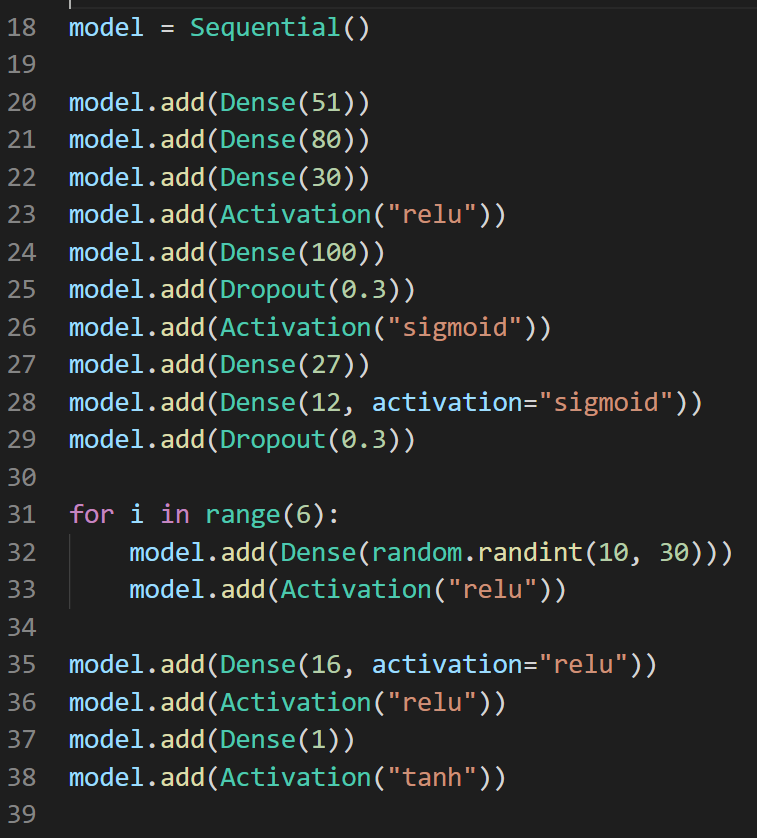 18 model = Sequential()
19
20 model.add(Dense(51))
21 model.add(Dense(80))
22 model.add(Dense(30))
23 model.add(Activation("relu"))
24 model.add(Dense(100))
25 model.add(Dropout(0.3))
26 model.add(Activation("sigmoid"))
27 model.add(Dense(27))
28 model.add(Dense(12, activation="sigmoid"))
29 model.add(Dropout(0.3))
30
31 for i in range(6):
32     model.add(Dense(random.randint(10, 30)))
33     model.add(Activation("relu"))
34
35 model.add(Dense(16, activation="relu"))
36 model.add(Activation("relu"))
37 model.add(Dense(1))
38 model.add(Activation("tanh"))
39